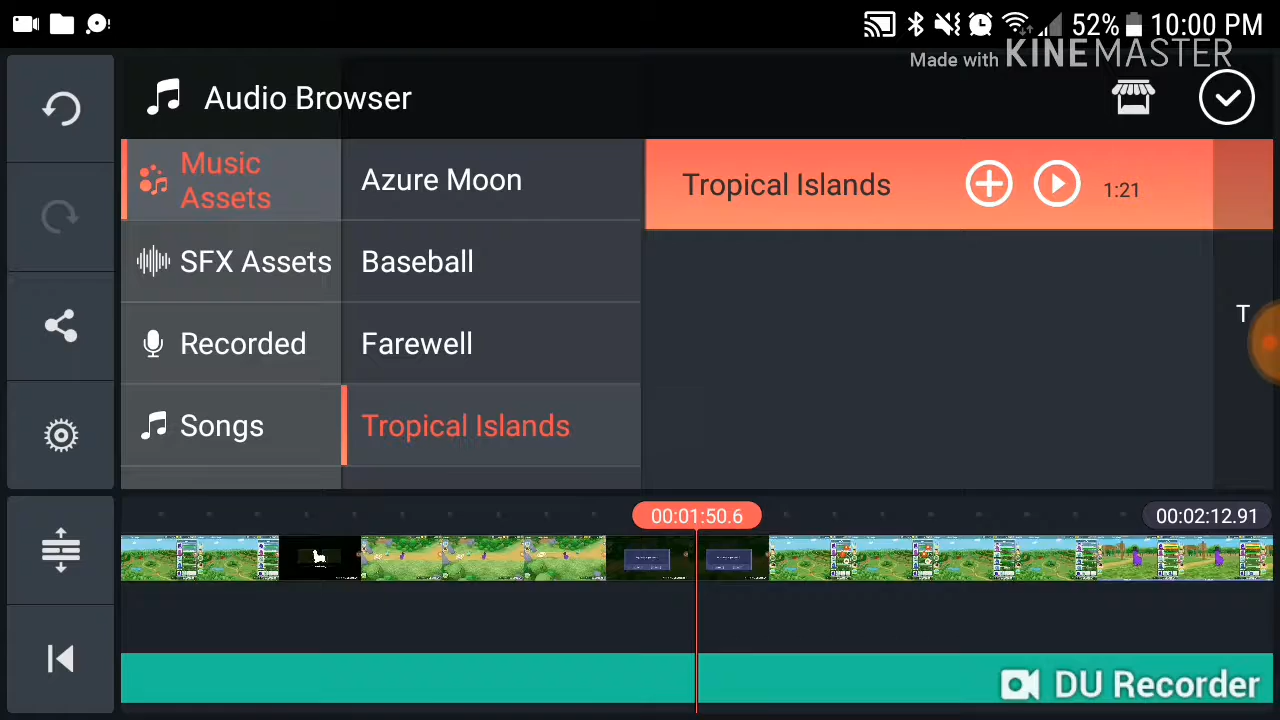 52% 10:00 PM
Made with KINEMASTER
Audio Browser
Music
Assets
Azure Moon
Tropical Islands
1:21
SFX Assets
Baseball
Recorded
Farewell
T
Songs
Tropical Islands
00:01:50.6
00:02:12.91
DU Recorder